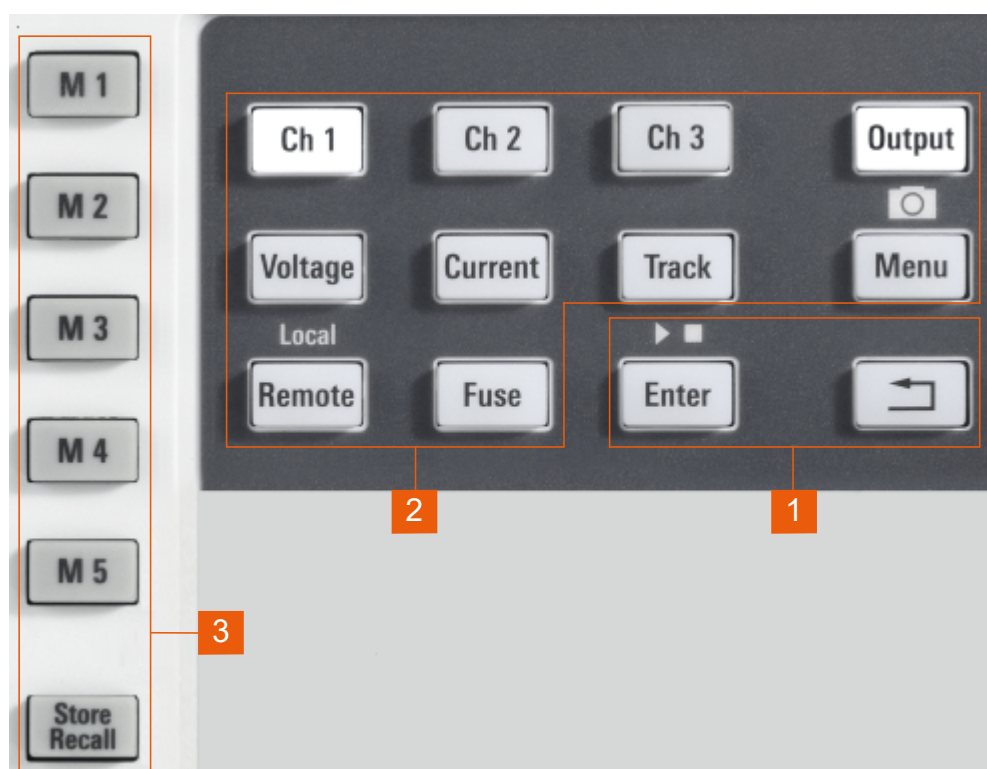 M 1
Ch 1
Ch 2
Ch 3
Output
M 2
Voltage
Current
Track
Menu
M 3
Local
Remote
Fuse
Enter
M 4
2
1
M 5
3
Store
Recall